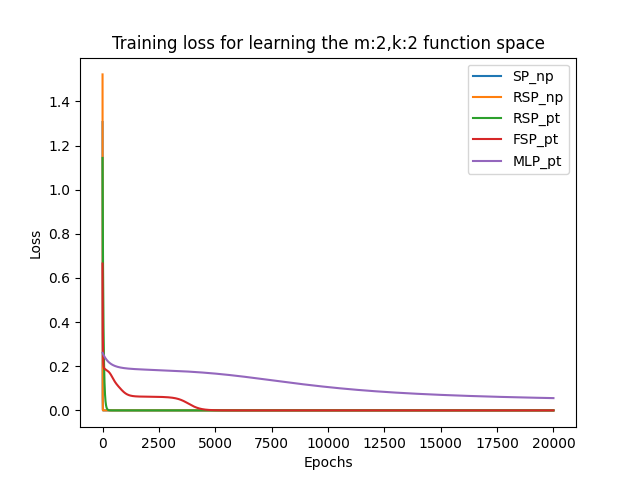 Training loss for learning the m:2,k:2 function space
SP_np
RSP_np
RSP_pt
FSP_pt
MLP_pt
Loss
1.4
1.2
1.0
0.8
0.6
0.4
0.2
0.0
0 2500 5000 7500 10000 12500 15000 17500 20000
Epochs